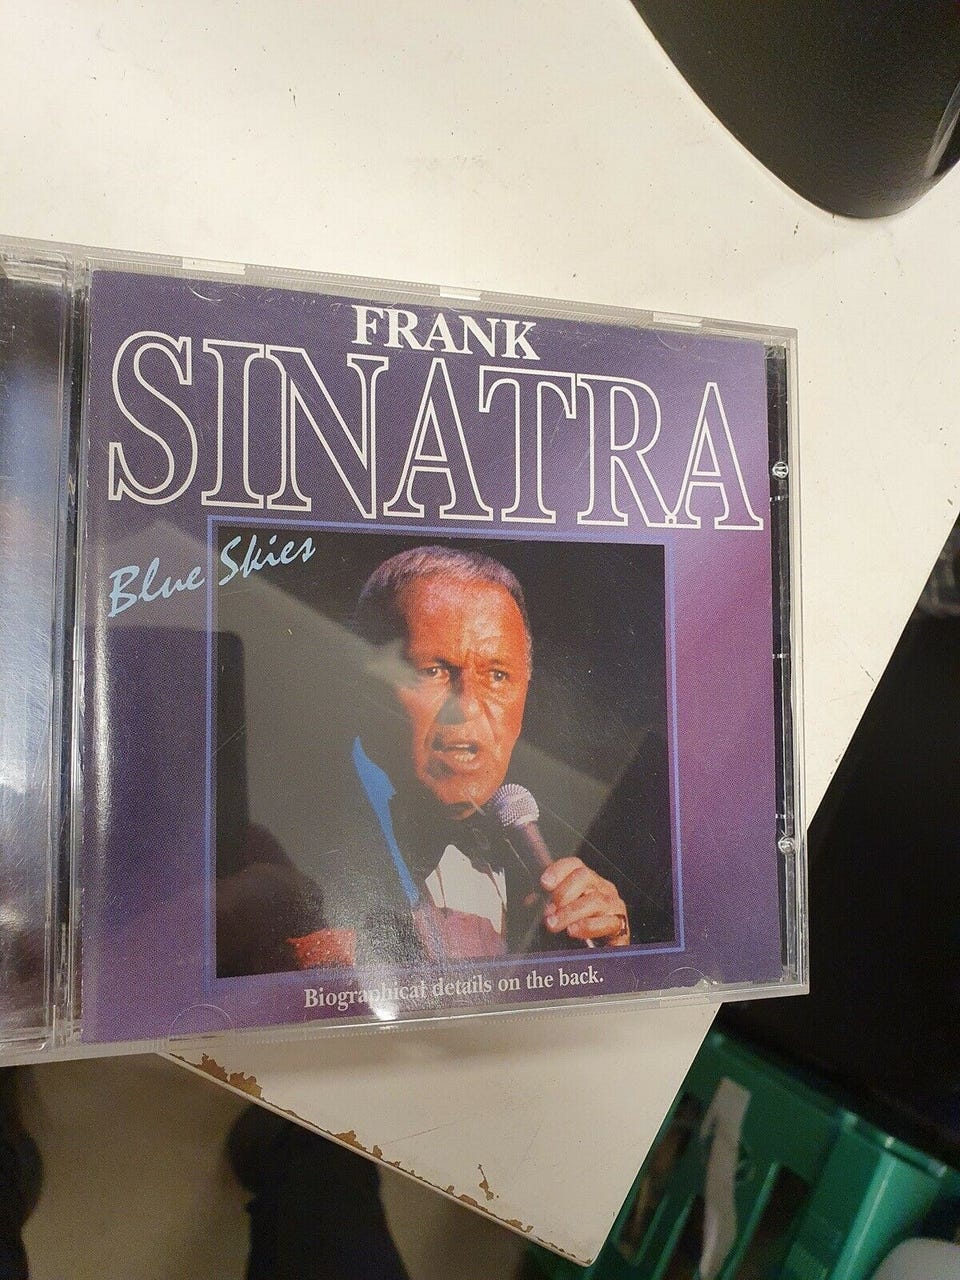 FRANK
SINATRA
Blue Skies
Biographical details on the back.